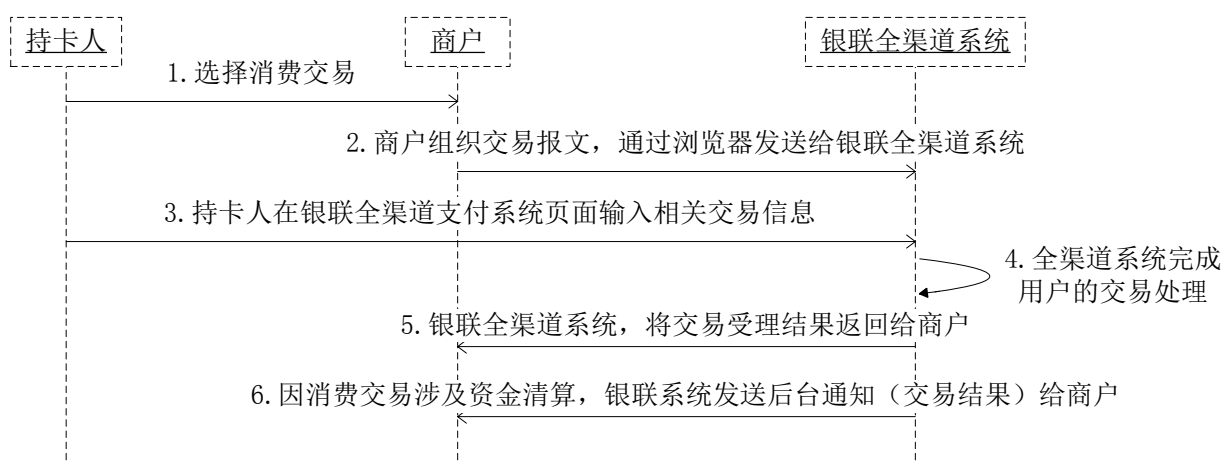 持卡人
商户
银联全渠道系统
1.选择消费交易
2.商户组织交易报文，通过浏览器发送给银联全渠道系统
3.持卡人在银联全渠道支付系统页面输入相关交易信息
4.全渠道系统完成
用户的交易处理
5.银联全渠道系统，将交易受理结果返回给商户
6.因消费交易涉及资金清算，银联系统发送后台通知（交易结果）给商户